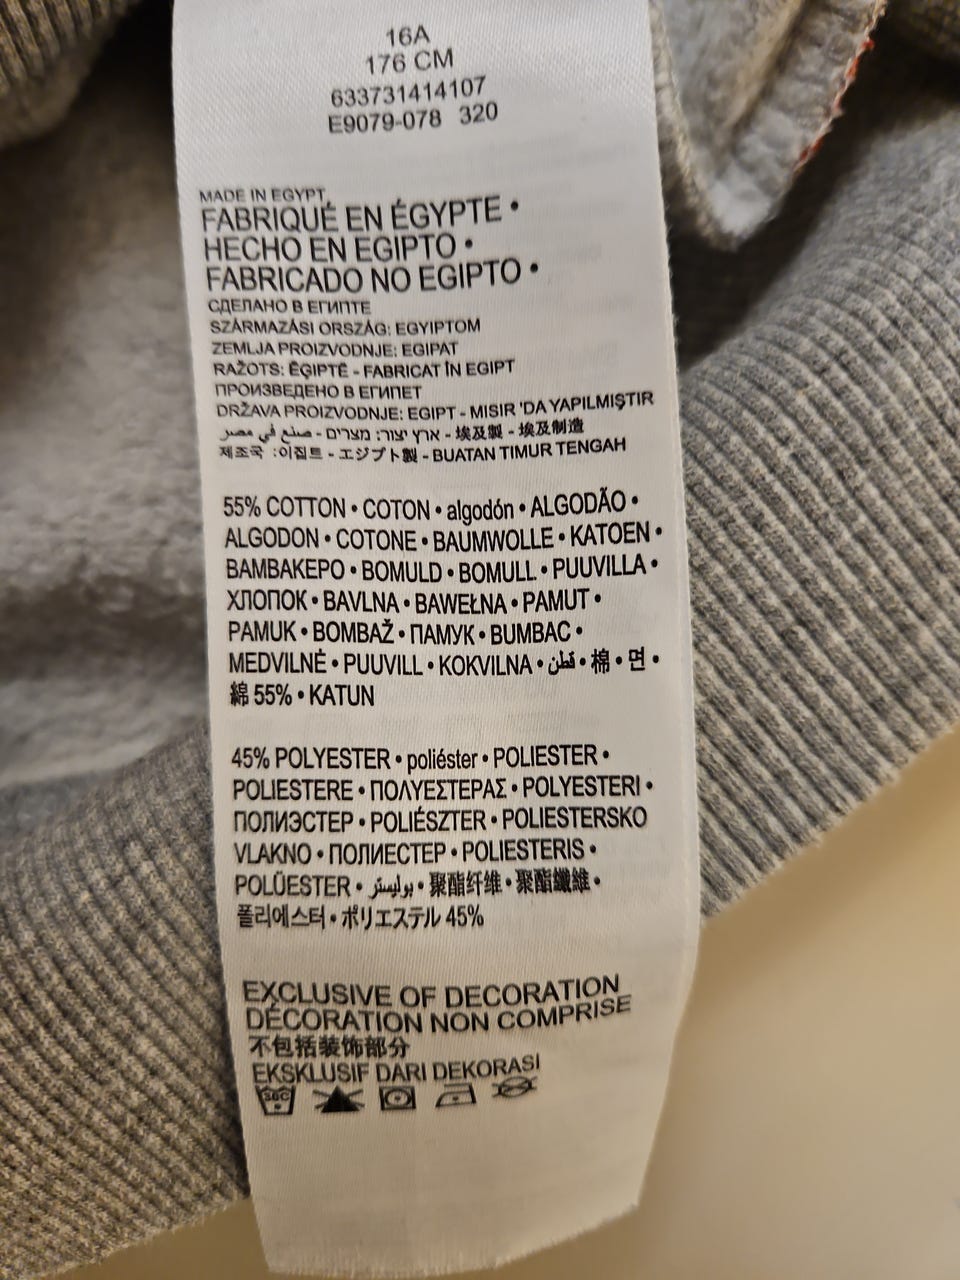 16A
176 CM
633731414107
E9079-078 320
MADE IN EGYPT
FABRIQUÉ EN ÉGYPTE •
HECHO EN EGIPTO •
FABRICADO NO EGIPTO •
СДЕЛАНО В ЕГИПТЕ
SZÁRMAZÁSI ORSZÁG: EGYIPTOM
ZEMLJA PROIZVODNJE: EGIPAT
RAŽOTS: ĒĢIPTĒ - FABRICAT ÎN EGIPT
ПРОИЗВЕДЕНО В ЕГИПЕТ
DRŽAVA PROIZVODNJE: EGIPT - MISIR 'DA YAPILMIŞTIR
صنع في مصر - ארץ יצור: מצרים - 埃及製 - 埃及制造
제조국 :이집트 - エジプト製 - BUATAN TIMUR TENGAH
55% COTTON • COTON • algodón • ALGODÃO •
ALGODON • COTONE • BAUMWOLLE • KATOEN •
ΒΑΜΒΑΚΕΡΟ • BOMULD • BOMULL • PUUVILLA •
ХЛОПОК • BAVLNA • BAWEŁNA • PAMUT •
PAMUK • BOMBAŽ • ПАМУК • BUMBAC •
MEDVILNĖ • PUUVILL • KOKVILNA • قطن • 棉 • 면 •
綿 55% • KATUN
45% POLYESTER • poliéster • POLIESTER •
POLIESTERE • ΠΟΛΥΕΣΤΕΡΑΣ • POLYESTERI •
ПОЛИЭСТЕР • POLIÉSZTER • POLIESTERSKO
VLAKNO • ПОЛИЕСТЕР • POLIESTERIS •
POLÜESTER • بوليستر • 聚酯纤维 • 聚酯纖維 •
폴리에스터 • ポリエステル 45%
EXCLUSIVE OF DECORATION
DÉCORATION NON COMPRISE
不包括装饰部分
EKSKLUSIF DARI DEKORASI
30C